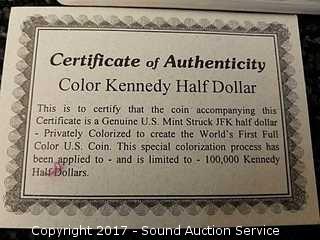 Certificate of Authenticity
Color Kennedy Half Dollar
This is to certify that the coin accompanying this
Certificate is a Genuine U.S. Mint Struck JFK half dollar
- Privately Colorized to create the World's First Full
Color U.S. Coin. This special colorization process has
been applied to - and is limited to - 100,000 Kennedy
Half Dollars.
Copyright 2017 - Sound Auction Service